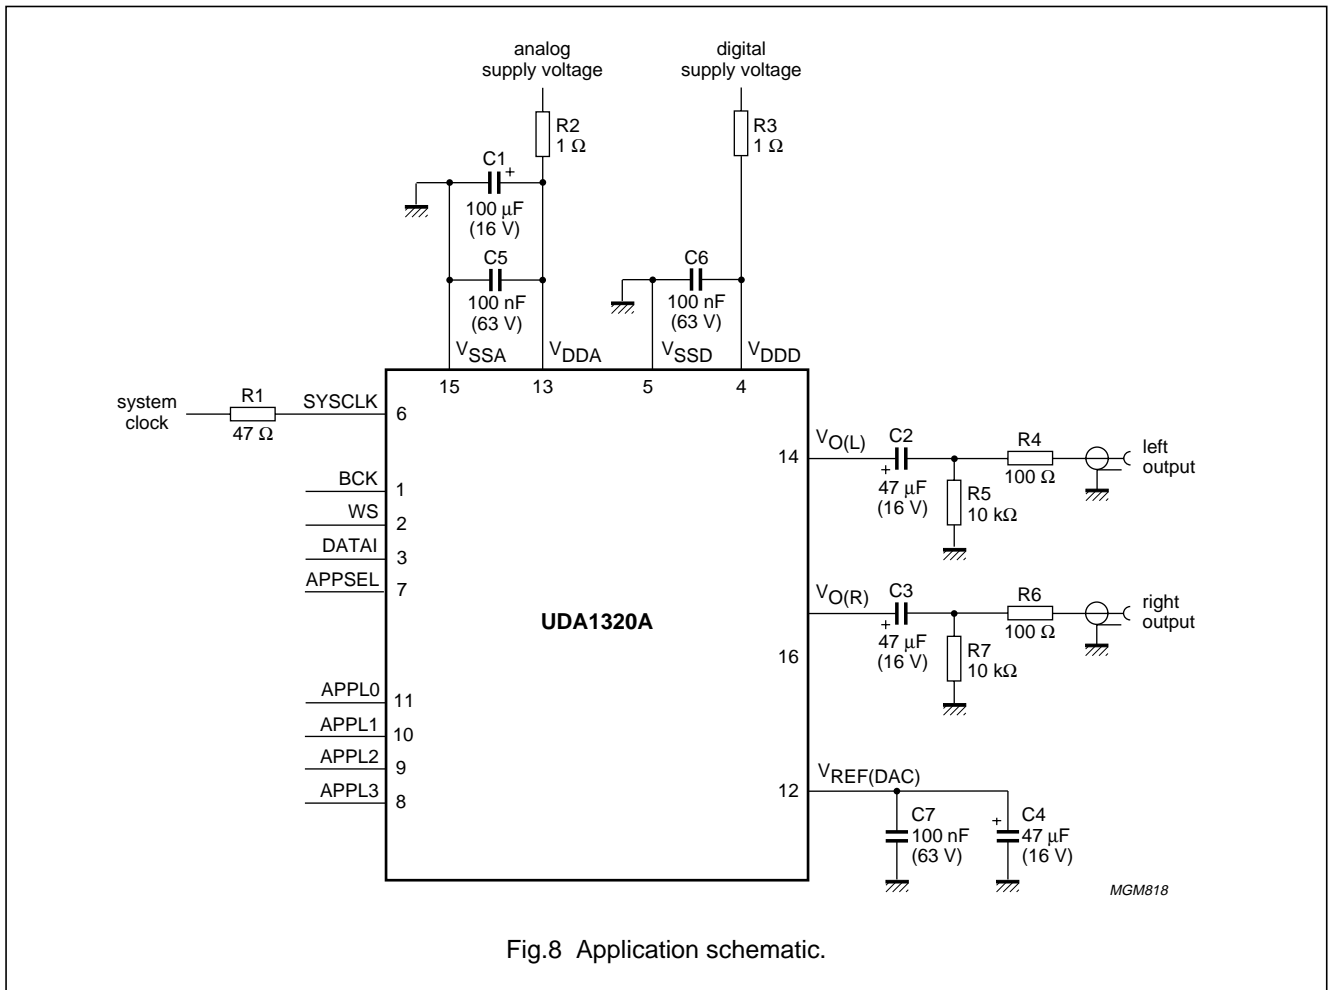 analog
supply voltage
digital
supply voltage
R2
1 Ω
R3
1 Ω
C1
+
100 µF
(16 V)
C5
100 nF
(63 V)
C6
100 nF
(63 V)
VSSA
VDDA
VSSD
VDDD
15
13
5
4
system
clock
R1
47 Ω
SYSCLK
6
BCK
1
WS
2
DATAI
3
APPSEL
7
UDA1320A
APPL0
11
APPL1
10
APPL2
9
APPL3
8
14
VO(L)
C2
+
47 µF
(16 V)
R5
10 kΩ
R4
100 Ω
left
output
VO(R)
16
C3
+
47 µF
(16 V)
R7
10 kΩ
R6
100 Ω
right
output
12
VREF(DAC)
C7
100 nF
(63 V)
+
C4
47 µF
(16 V)
MGM818
Fig.8 Application schematic.